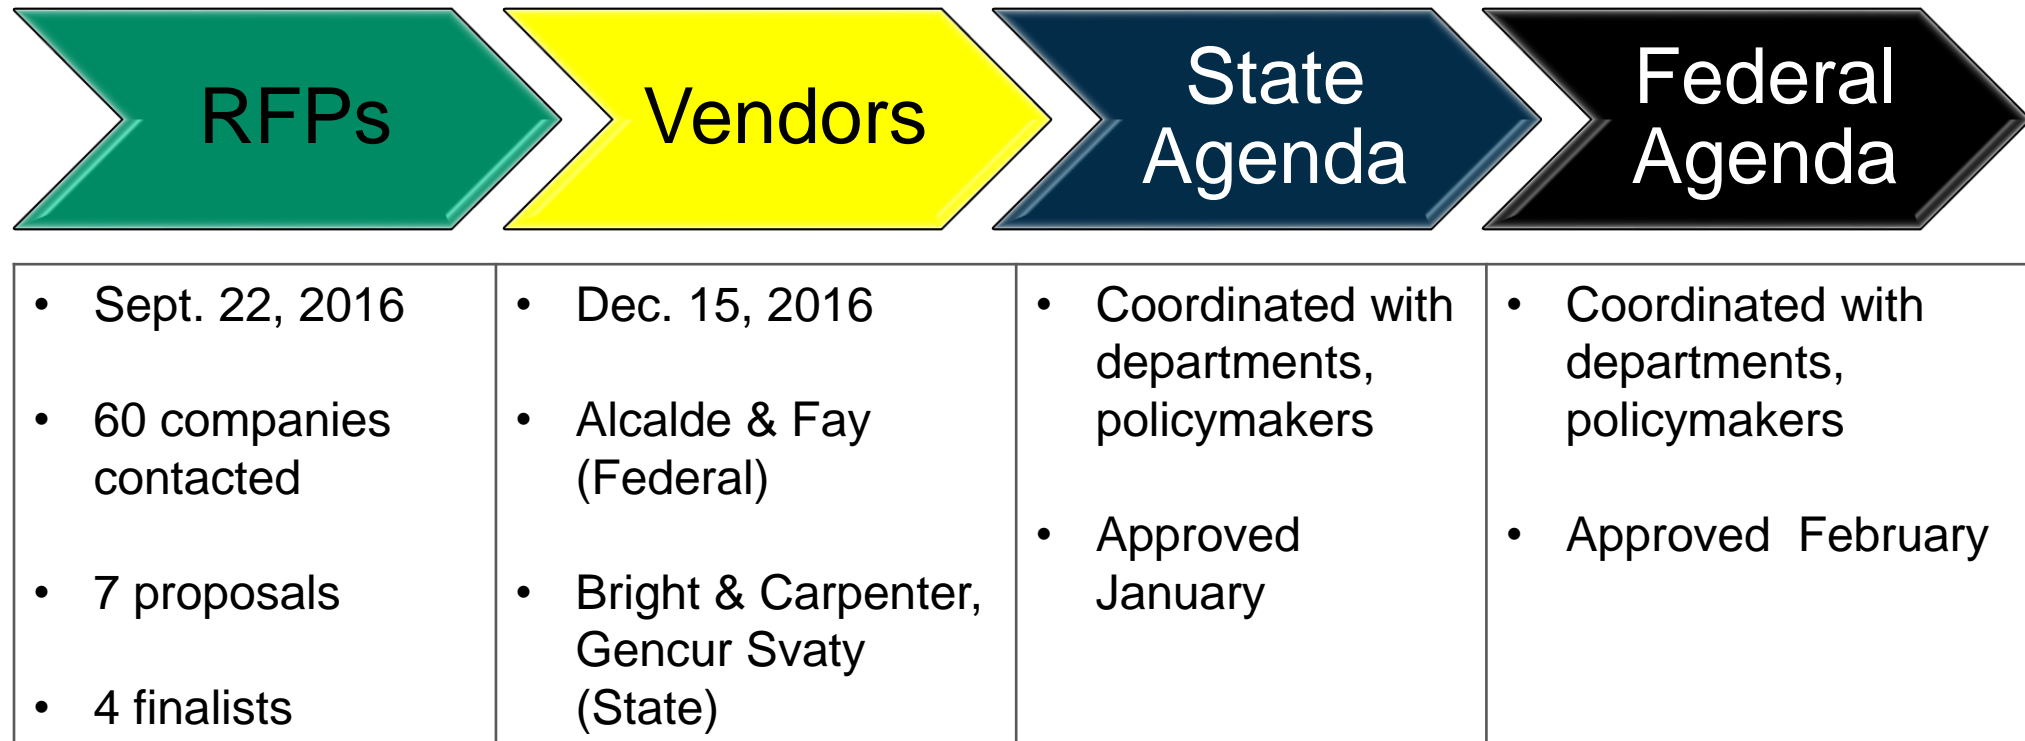 RFPs
Vendors
State
Agenda
Federal
Agenda
• Sept. 22, 2016
• 60 companies
contacted
• 7 proposals
• 4 finalists
• Dec. 15, 2016
• Alcalde & Fay
(Federal)
• Bright & Carpenter,
Gencur Svaty
(State)
• Coordinated with
departments,
policymakers
• Approved
January
• Coordinated with
departments,
policymakers
• Approved  February